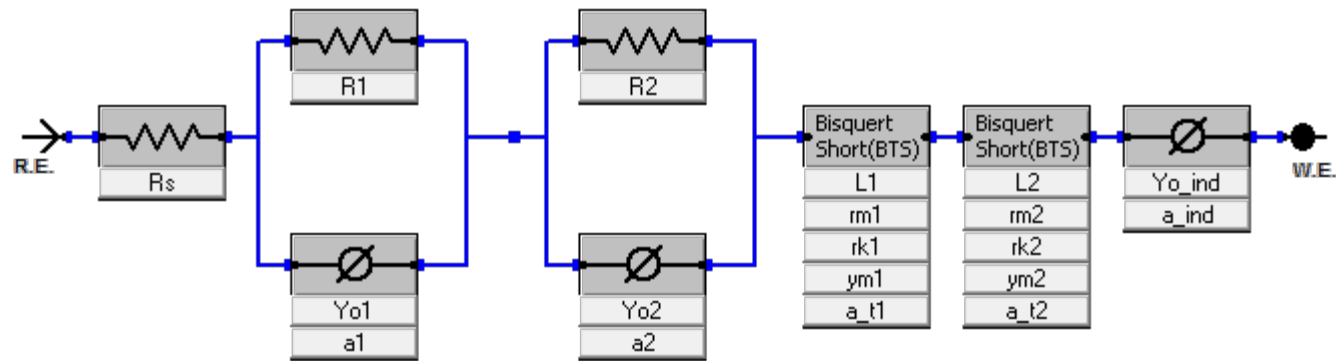 R.E.
Rs
R1
Yo1
a1
R2
Yo2
a2
Bisquert
Short(BTS)
L1
rm1
rk1
ym1
a_t1
Bisquert
Short(BTS)
L2
rm2
rk2
ym2
a_t2
Yo_ind
a_ind
W.E.